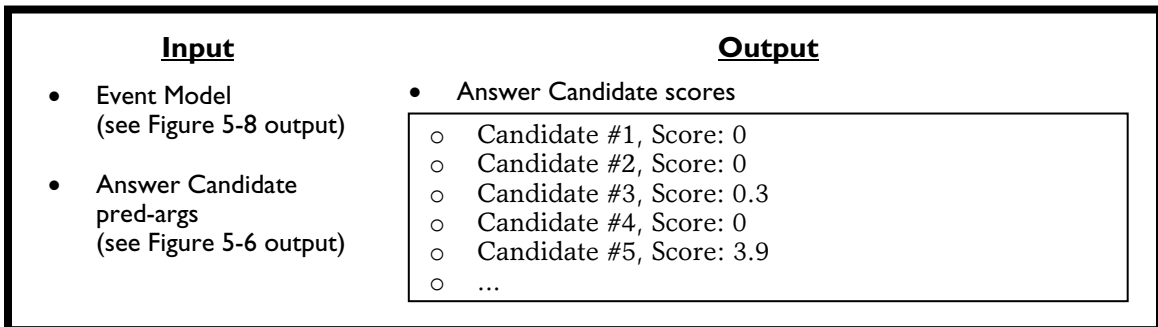 Input
• Event Model
(see Figure 5-8 output)
• Answer Candidate
pred-args
(see Figure 5-6 output)
Output
• Answer Candidate scores
o Candidate #1, Score: 0
o Candidate #2, Score: 0
o Candidate #3, Score: 0.3
o Candidate #4, Score: 0
o Candidate #5, Score: 3.9
o ...